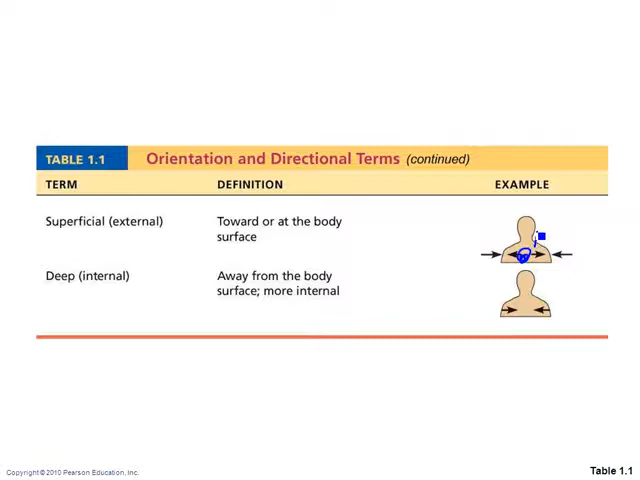 TABLE 1.1 Orientation and Directional Terms (continued)
TERM DEFINITION EXAMPLE
Superficial (external) Toward or at the body
surface
Deep (internal) Away from the body
surface; more internal
Copyright © 2010 Pearson Education, Inc.
Table 1.1